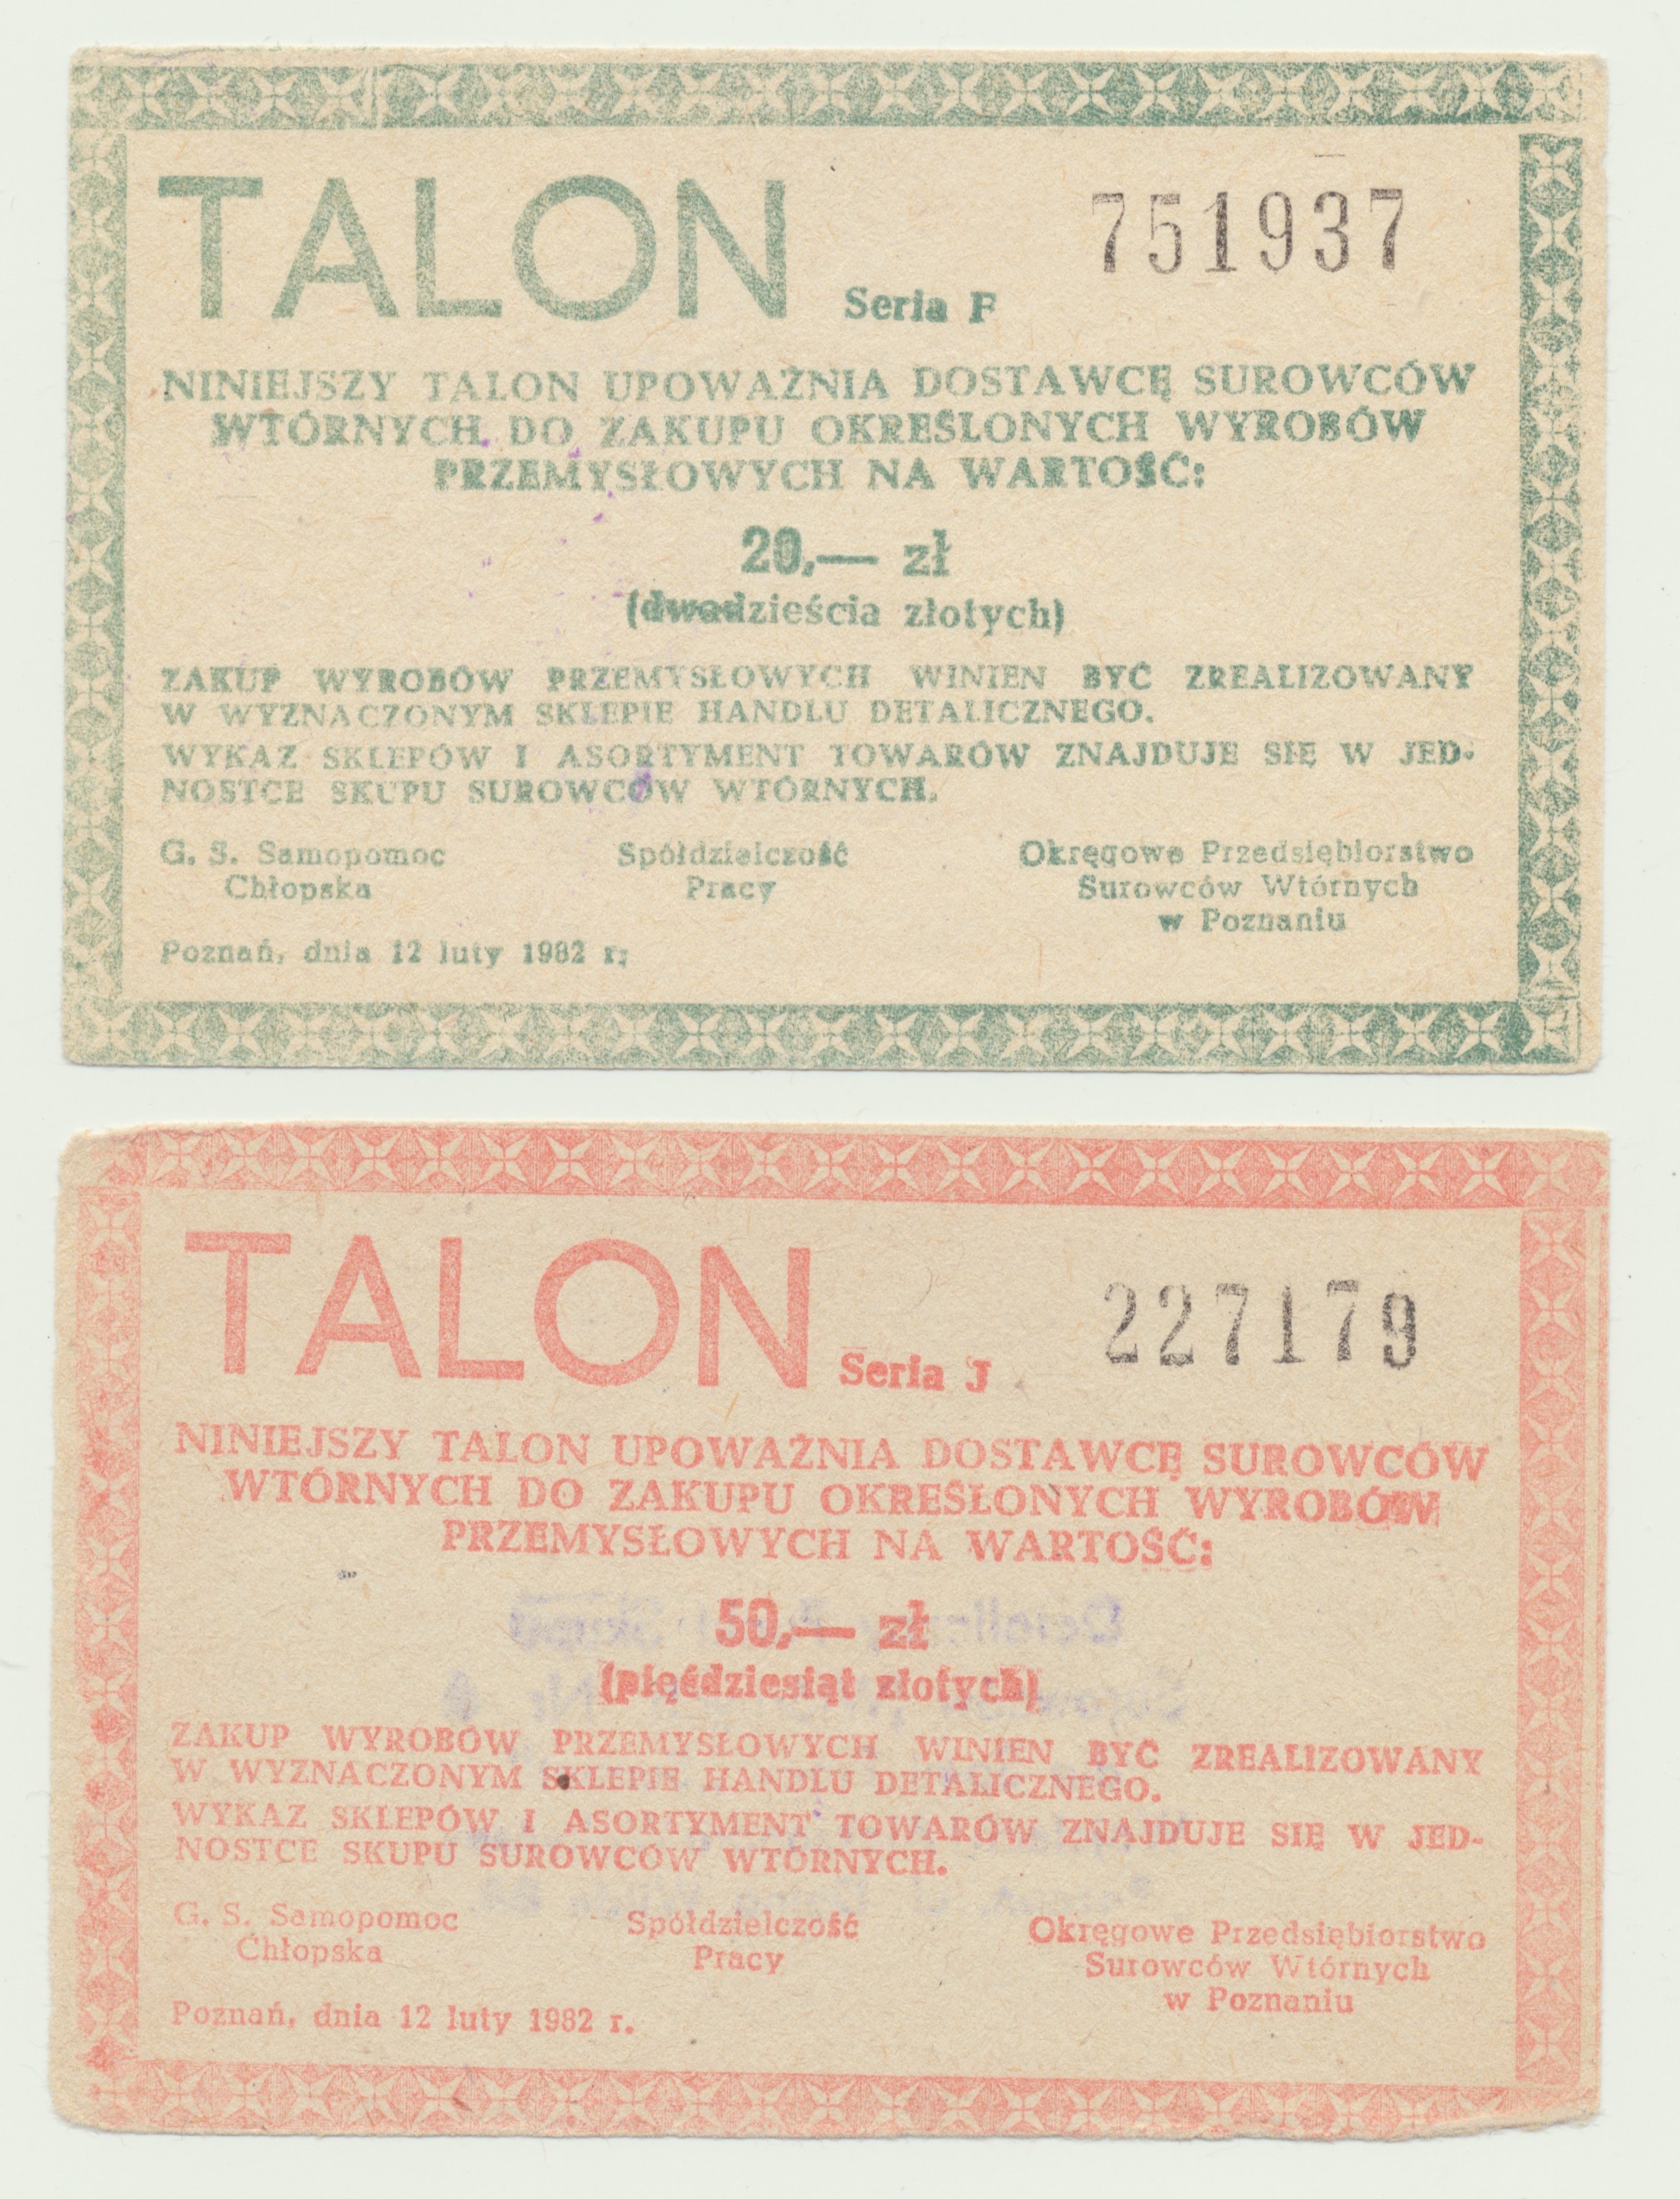 TALON
Seria F
751937
NINIEJSZY TALON UPOWAŻNIA DOSTAWCĘ SUROWCÓW
WTÓRNYCH DO ZAKUPU OKREŚLONYCH WYROBÓW
PRZEMYSŁOWYCH NA WARTOŚĆ:
20,— zł
(dwadzieścia złotych)
ZAKUP WYROBÓW PRZEMYSŁOWYCH WINIEN BYĆ ZREALIZOWANY
W WYZNACZONYM SKLEPIE HANDLU DETALICZNEGO.
WYKAZ SKLEPÓW I ASORTYMENT TOWARÓW ZNAJDUJE SIĘ W JED-
NOSTCE SKUPU SUROWCÓW WTÓRNYCH.
G. S. Samopomoc Spółdzielczość Okręgowe Przedsiębiorstwo
Chłopska Pracy Surowców Wtórnych
w Poznaniu
Poznań, dnia 12 luty 1982 r.
TALON
Seria J
227179
NINIEJSZY TALON UPOWAŻNIA DOSTAWCĘ SUROWCÓW
WTÓRNYCH DO ZAKUPU OKREŚLONYCH WYROBÓW
PRZEMYSŁOWYCH NA WARTOŚĆ:
50,— zł
(pięćdziesiąt złotych)
ZAKUP WYROBÓW PRZEMYSŁOWYCH WINIEN BYĆ ZREALIZOWANY
W WYZNACZONYM SKLEPIE HANDLU DETALICZNEGO.
WYKAZ SKLEPÓW I ASORTYMENT TOWARÓW ZNAJDUJE SIĘ W JED-
NOSTCE SKUPU SUROWCÓW WTÓRNYCH.
G. S. Samopomoc Spółdzielczość Okręgowe Przedsiębiorstwo
Chłopska Pracy Surowców Wtórnych
w Poznaniu
Poznań, dnia 12 luty 1982 r.